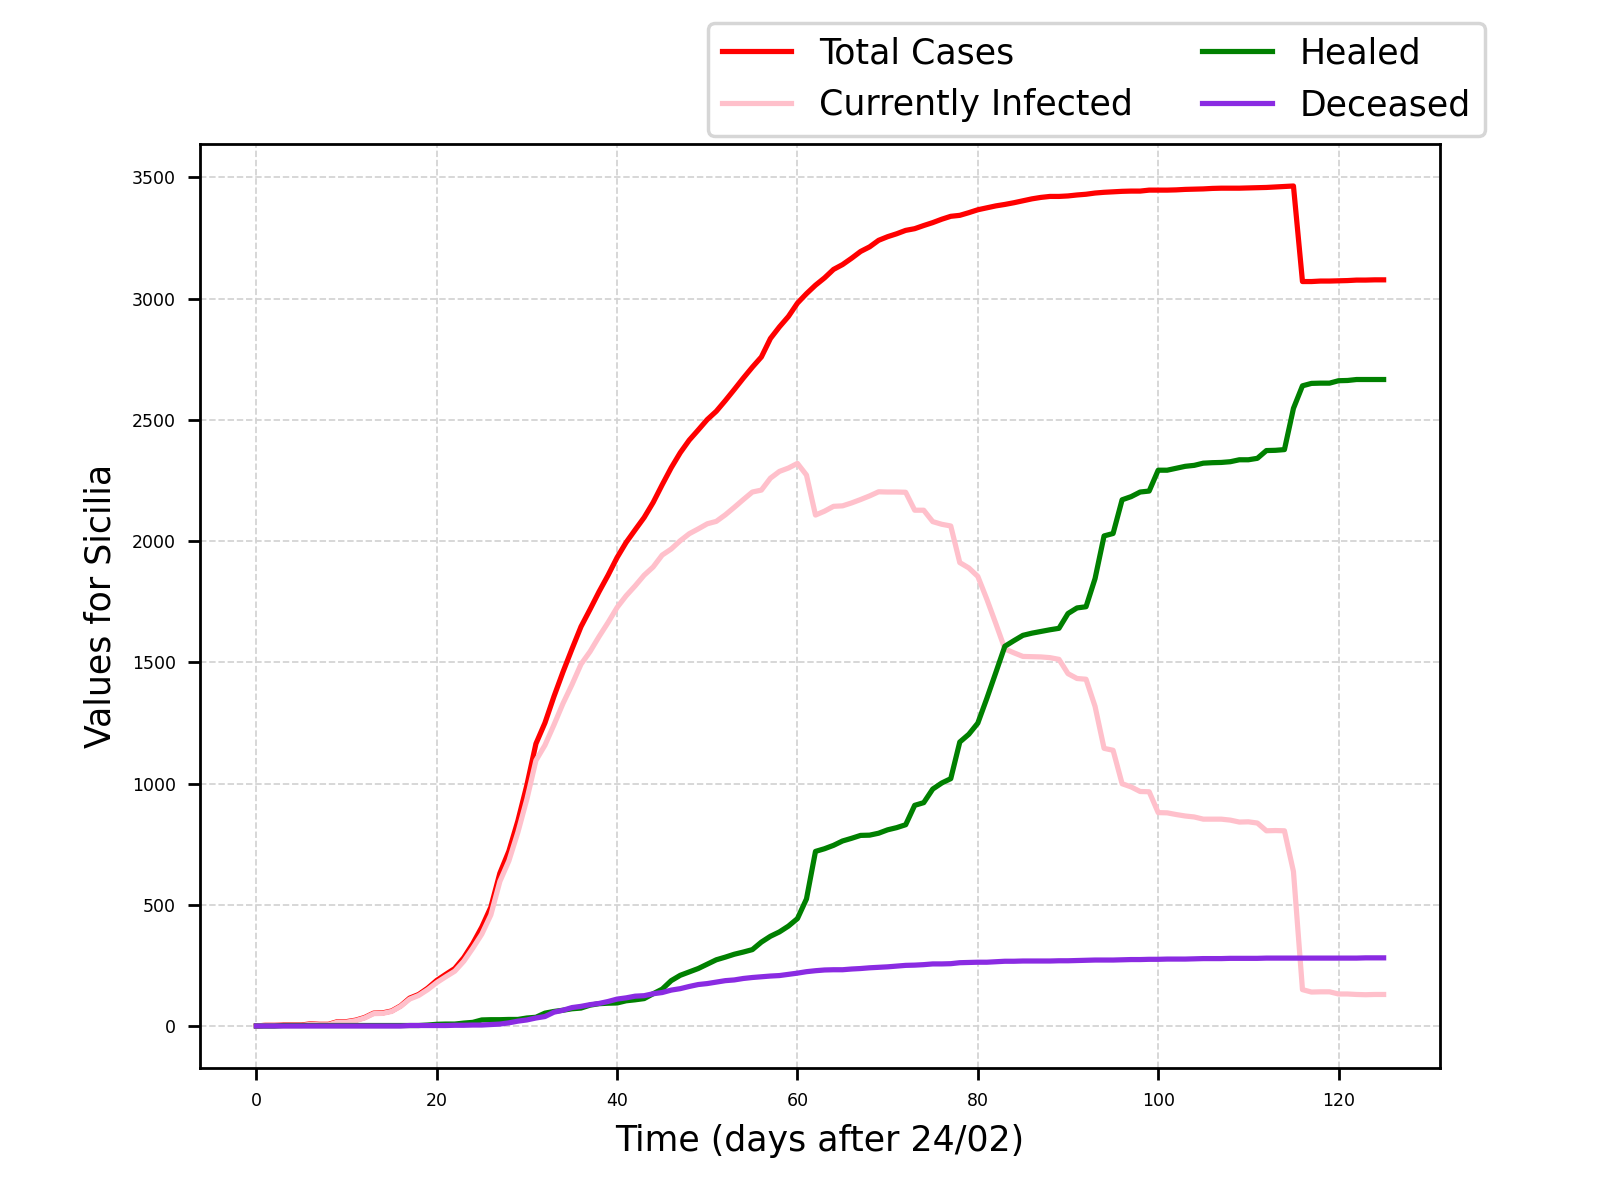 Total Cases
Currently Infected
Healed
Deceased
Values for Sicilia
3500
3000
2500
2000
1500
1000
500
0
0 20 40 60 80 100 120
Time (days after 24/02)